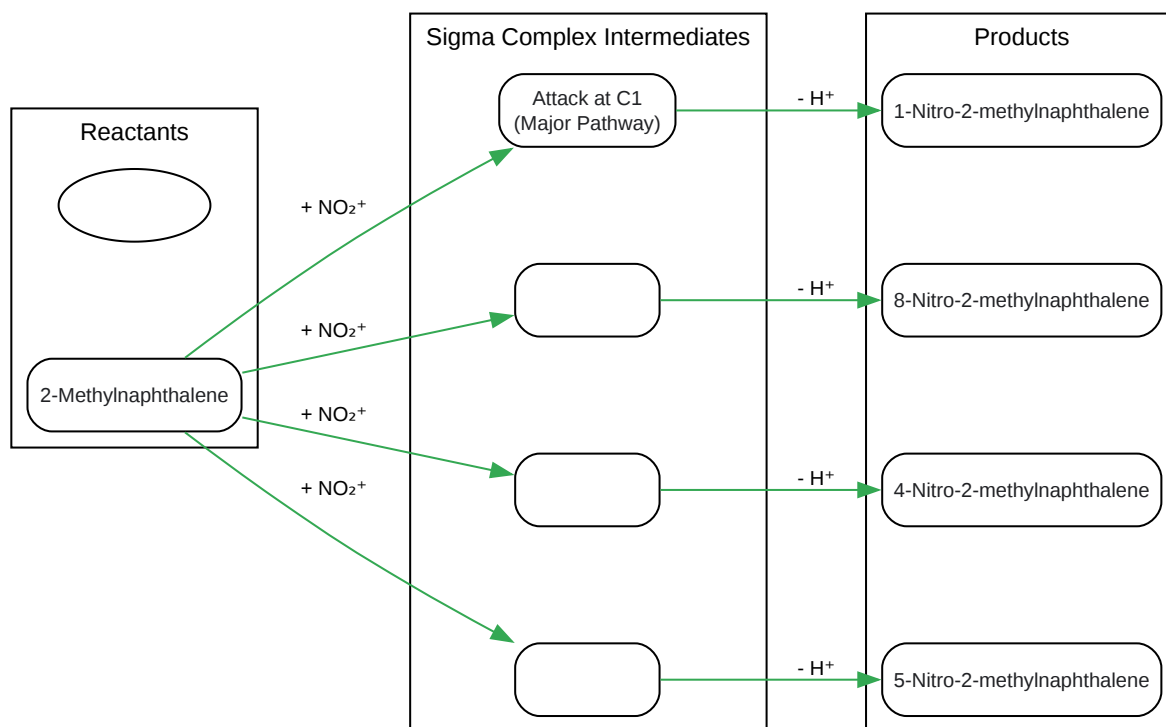 Reactants
2-Methylnaphthalene
+ NO₂⁺
+ NO₂⁺
+ NO₂⁺
+ NO₂⁺
Sigma Complex Intermediates
Attack at C1
(Major Pathway)
- H⁺
- H⁺
- H⁺
- H⁺
Products
1-Nitro-2-methylnaphthalene
8-Nitro-2-methylnaphthalene
4-Nitro-2-methylnaphthalene
5-Nitro-2-methylnaphthalene